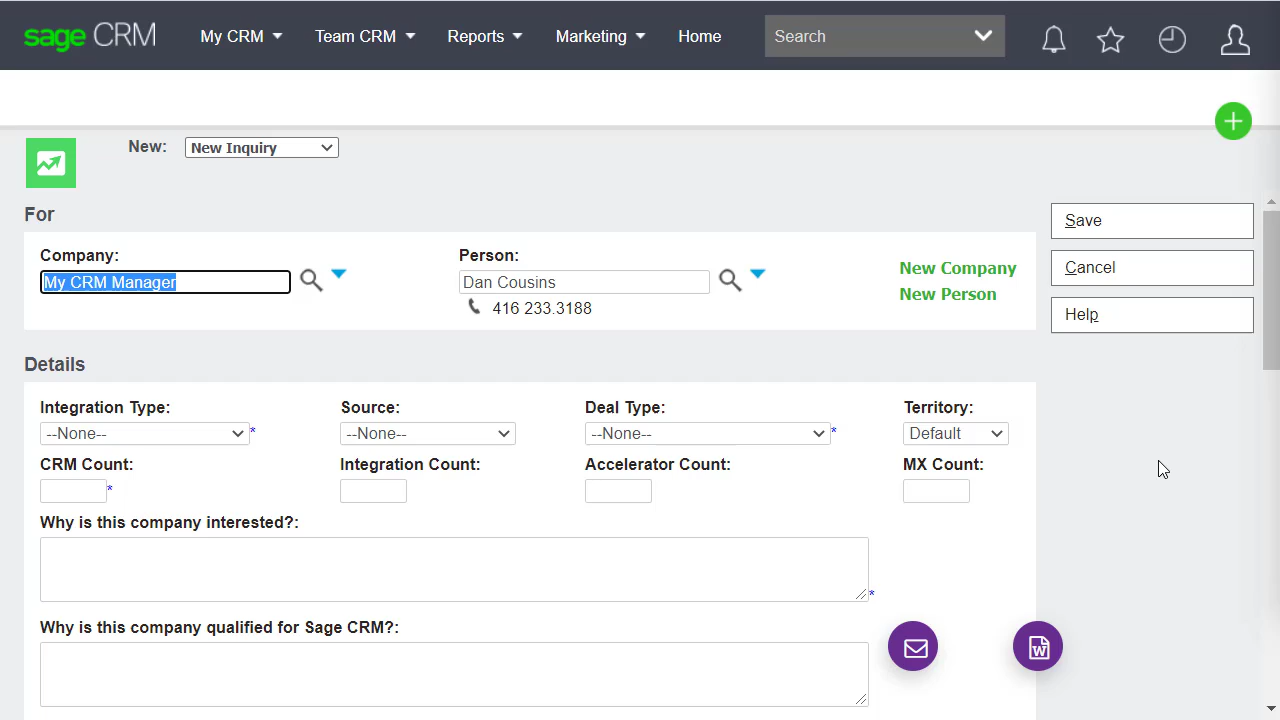 sage CRM My CRM Team CRM Reports Marketing Home Search
New: New Inquiry
For
Company: Person:
My CRM Manager Dan Cousins
416 233.3188
New Company
New Person
Save
Cancel
Help
Details
Integration Type: Source: Deal Type: Territory:
--None-- * --None-- --None-- * Default
CRM Count: Integration Count: Accelerator Count: MX Count:
*
Why is this company interested?:
*
Why is this company qualified for Sage CRM?:
W